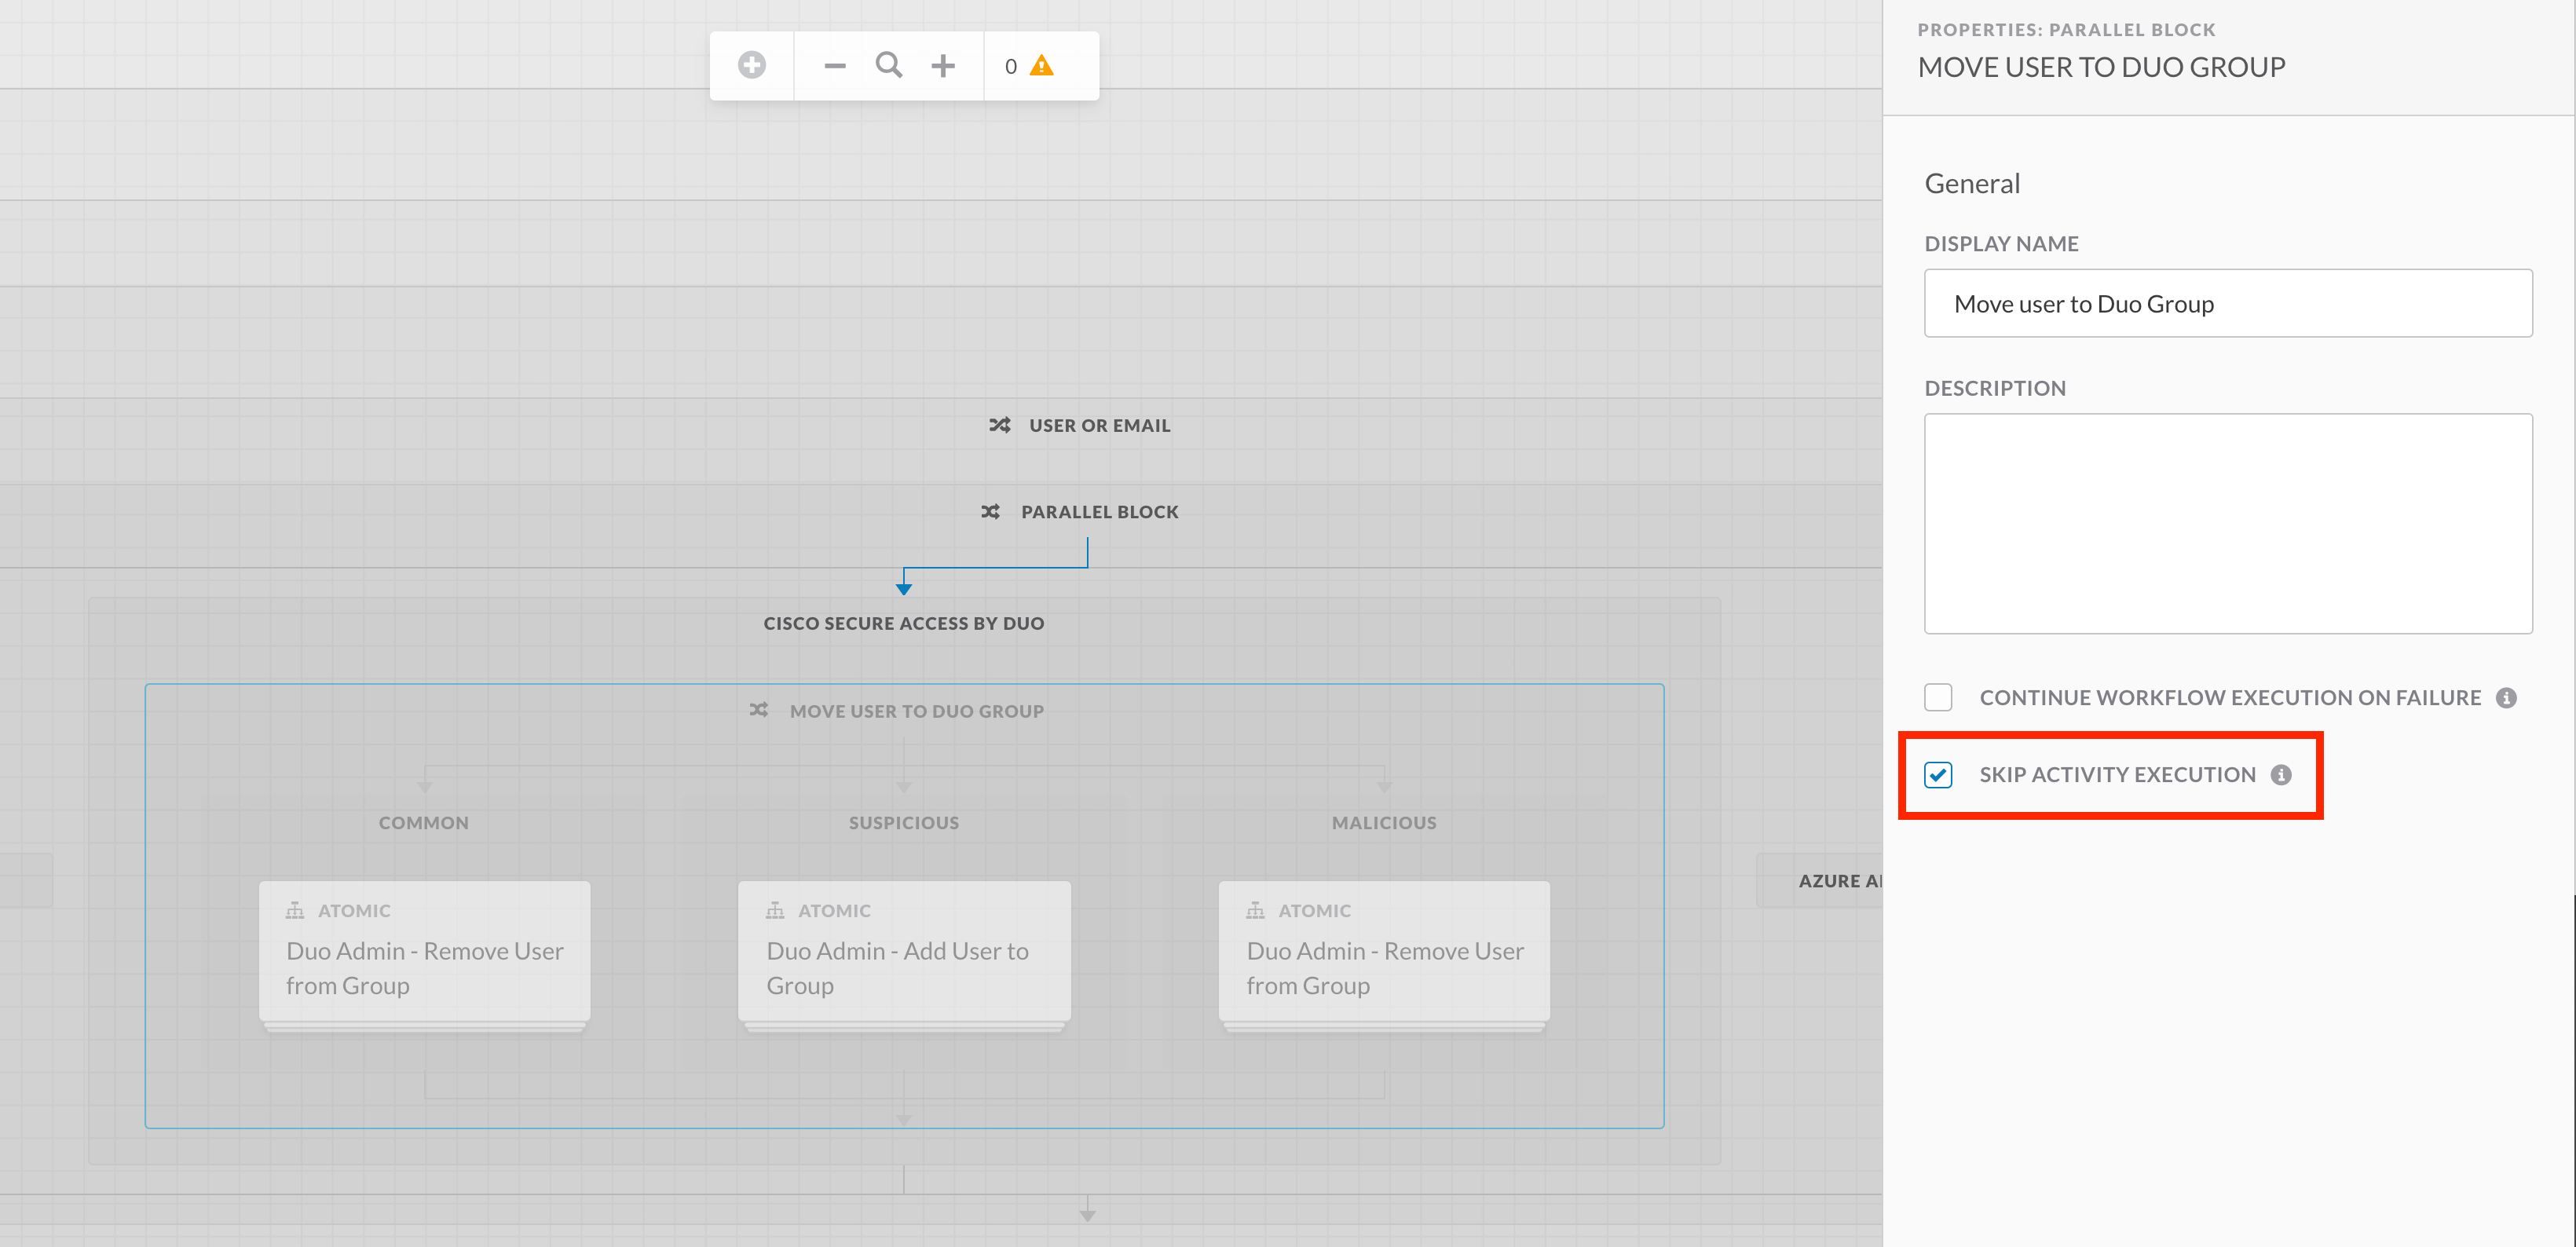 0
PROPERTIES: PARALLEL BLOCK
MOVE USER TO DUO GROUP
General
DISPLAY NAME
Move user to Duo Group
DESCRIPTION
CONTINUE WORKFLOW EXECUTION ON FAILURE
SKIP ACTIVITY EXECUTION
USER OR EMAIL
PARALLEL BLOCK
CISCO SECURE ACCESS BY DUO
MOVE USER TO DUO GROUP
COMMON
SUSPICIOUS
MALICIOUS
ATOMIC
Duo Admin - Remove User
from Group
ATOMIC
Duo Admin - Add User to
Group
ATOMIC
Duo Admin - Remove User
from Group
AZURE